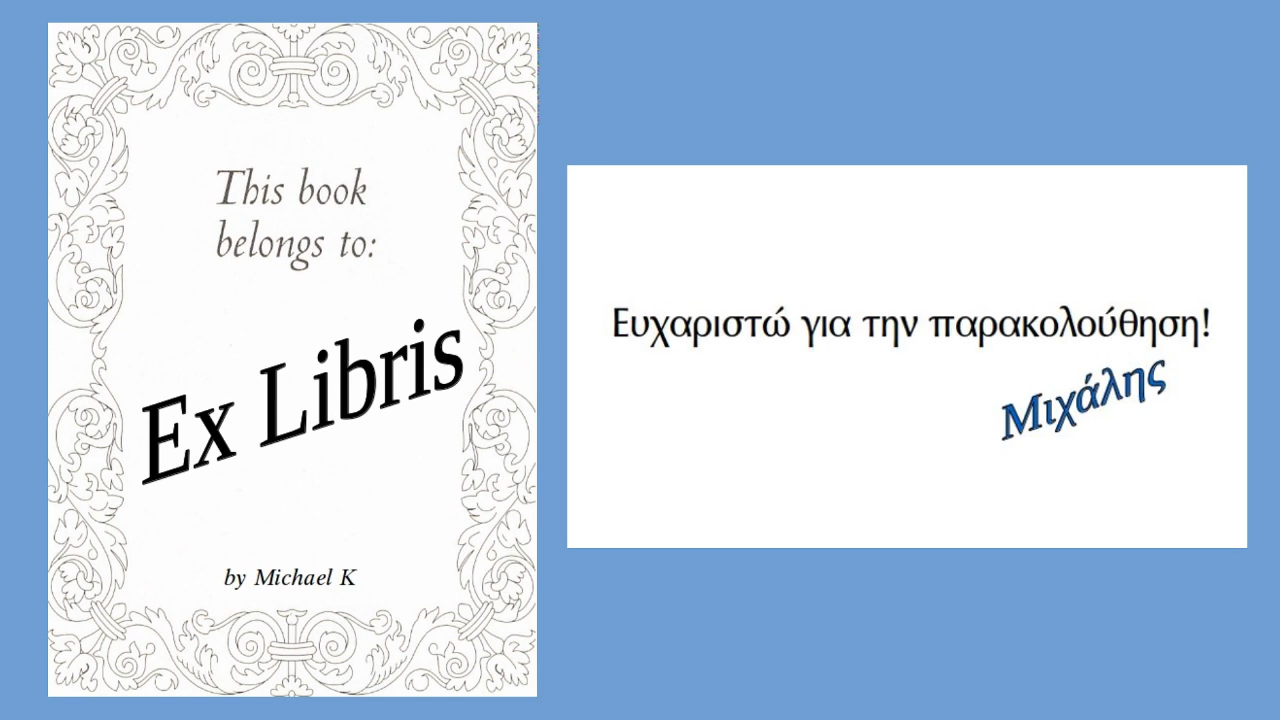 This book
belongs to:
Ex Libris
by Michael K
Ευχαριστώ για την παρακολούθηση!
Μιχάλης